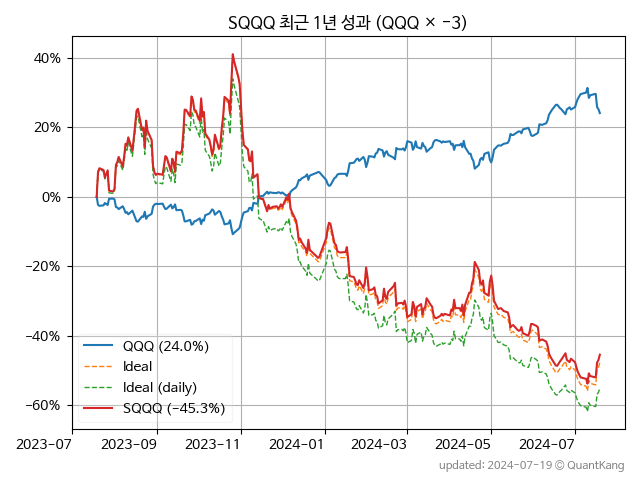 SQQQ 최근 1년 성과 (QQQ × −3)
40%
20%
0%
−20%
−40%
−60%
QQQ (24.0%)
Ideal
Ideal (daily)
SQQQ (−45.3%)
2023-07 2023-09 2023-11 2024-01 2024-03 2024-05 2024-07
updated: 2024-07-19 © QuantKang